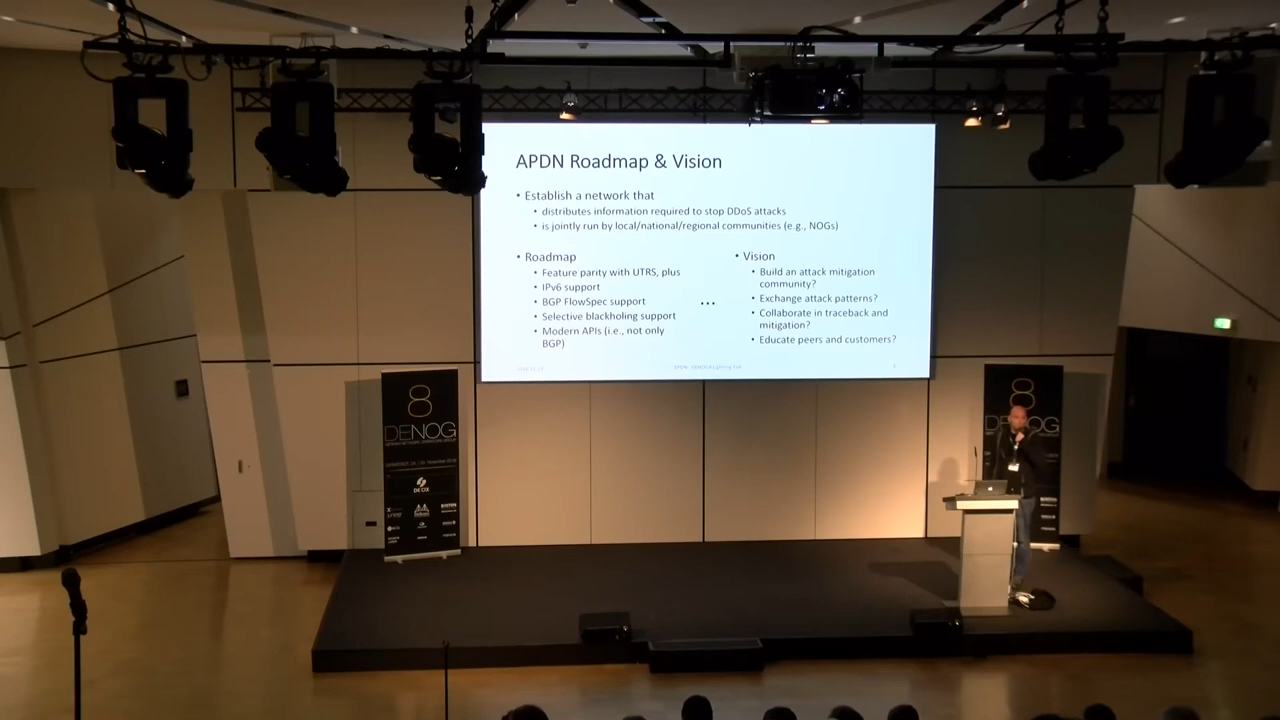 APDN Roadmap & Vision
• Establish a network that
• distributes information required to stop DDoS attacks
• is jointly run by local/national/regional communities (e.g., NOGs)
• Roadmap
• Feature parity with UTRS, plus
• IPv6 support
• BGP FlowSpec support
• Selective blackholing support
• Modern APIs (i.e., not only
BGP)
...
• Vision
• Build an attack mitigation
community?
• Exchange attack patterns?
• Collaborate in traceback and
mitigation?
• Educate peers and customers?
8
DENOG
DE CIX
8
DENOG